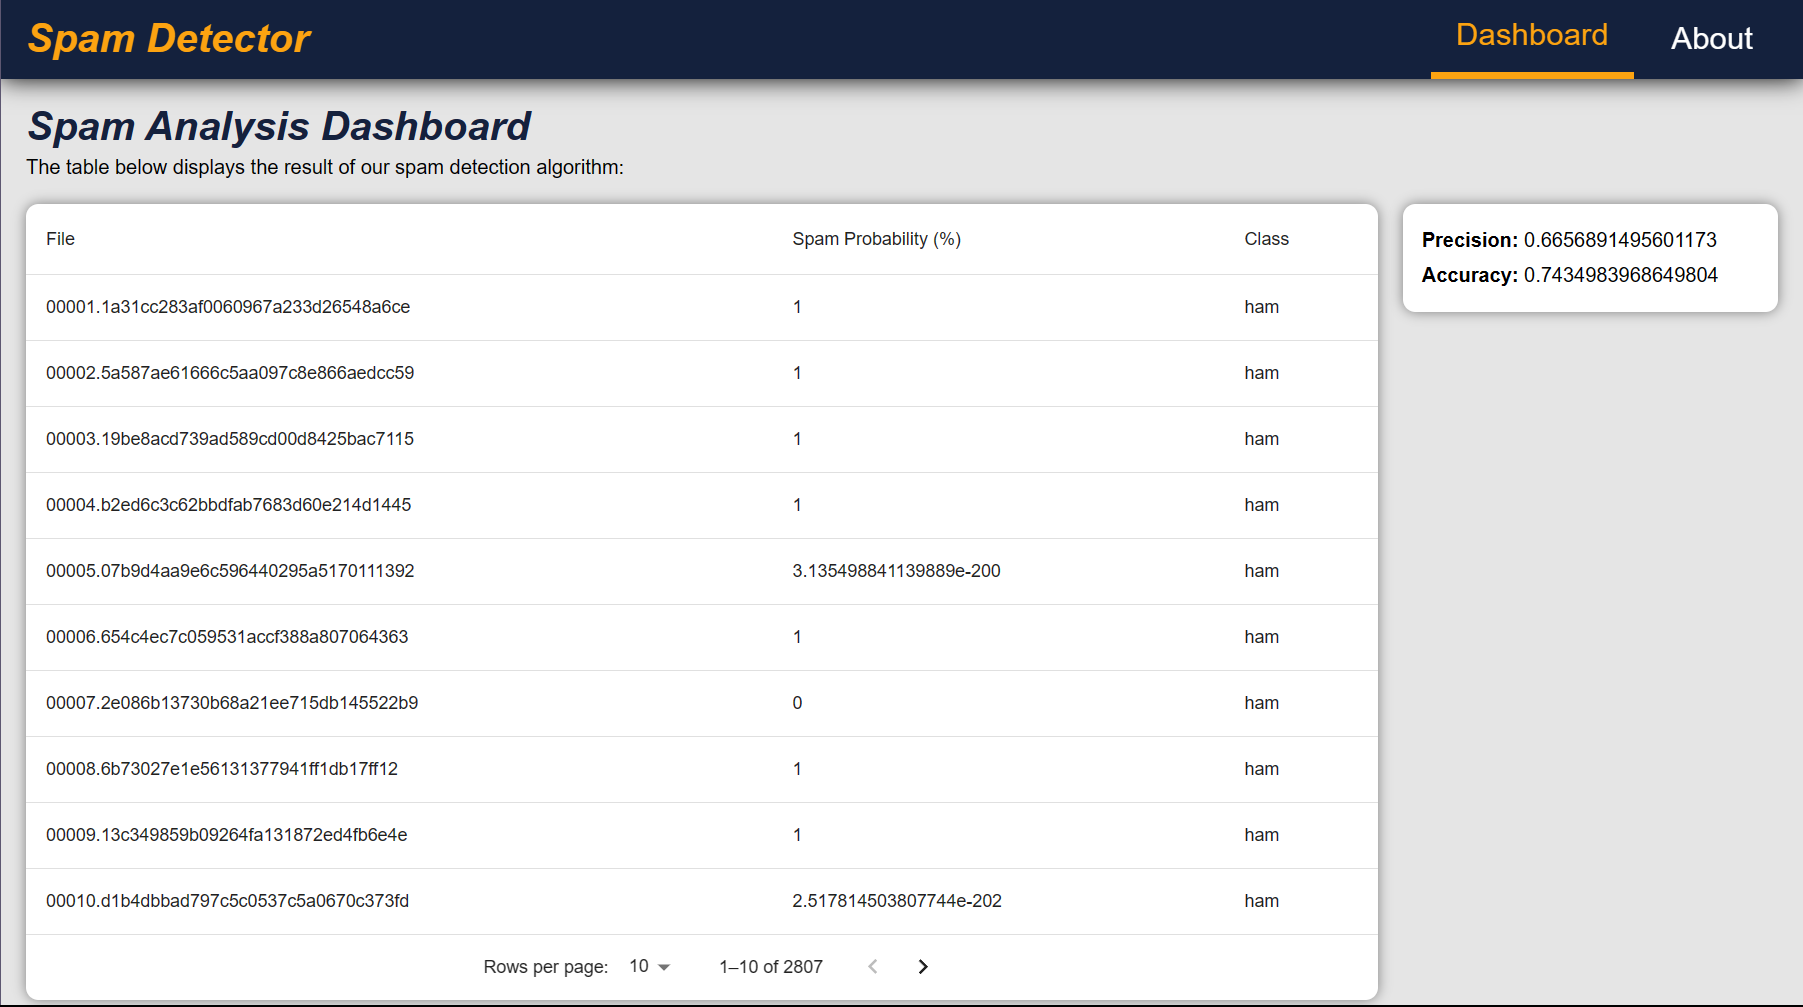 Spam Detector Dashboard About
Spam Analysis Dashboard
The table below displays the result of our spam detection algorithm:
File Spam Probability (%) Class
00001.1a31cc283af0060967a233d26548a6ce 1 ham
00002.5a587ae61666c5aa097c8e866aedcc59 1 ham
00003.19be8acd739ad589cd00d8425bac7115 1 ham
00004.b2ed6c3c62bbdfab7683d60e214d1445 1 ham
00005.07b9d4aa9e6c596440295a5170111392 3.135498841139889e-200 ham
00006.654c4ec7c059531accf388a807064363 1 ham
00007.2e086b13730b68a21ee715db145522b9 0 ham
00008.6b73027e1e56131377941ff1db17ff12 1 ham
00009.13c349859b09264fa131872ed4fb6e4e 1 ham
00010.d1b4dbbad797c5c0537c5a0670c373fd 2.517814503807744e-202 ham
Rows per page: 10 1–10 of 2807
Precision: 0.6656891495601173
Accuracy: 0.7434983968649804